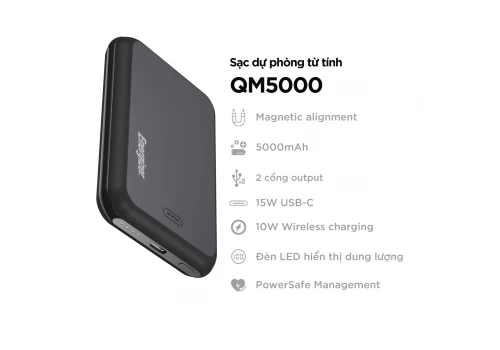 Sạc dự phòng từ tính
QM5000
Magnetic alignment
5000mAh
x2
2 cổng output
15W USB-C
10W Wireless charging
Đèn LED hiển thị dung lượng
PowerSafe Management
Energizer